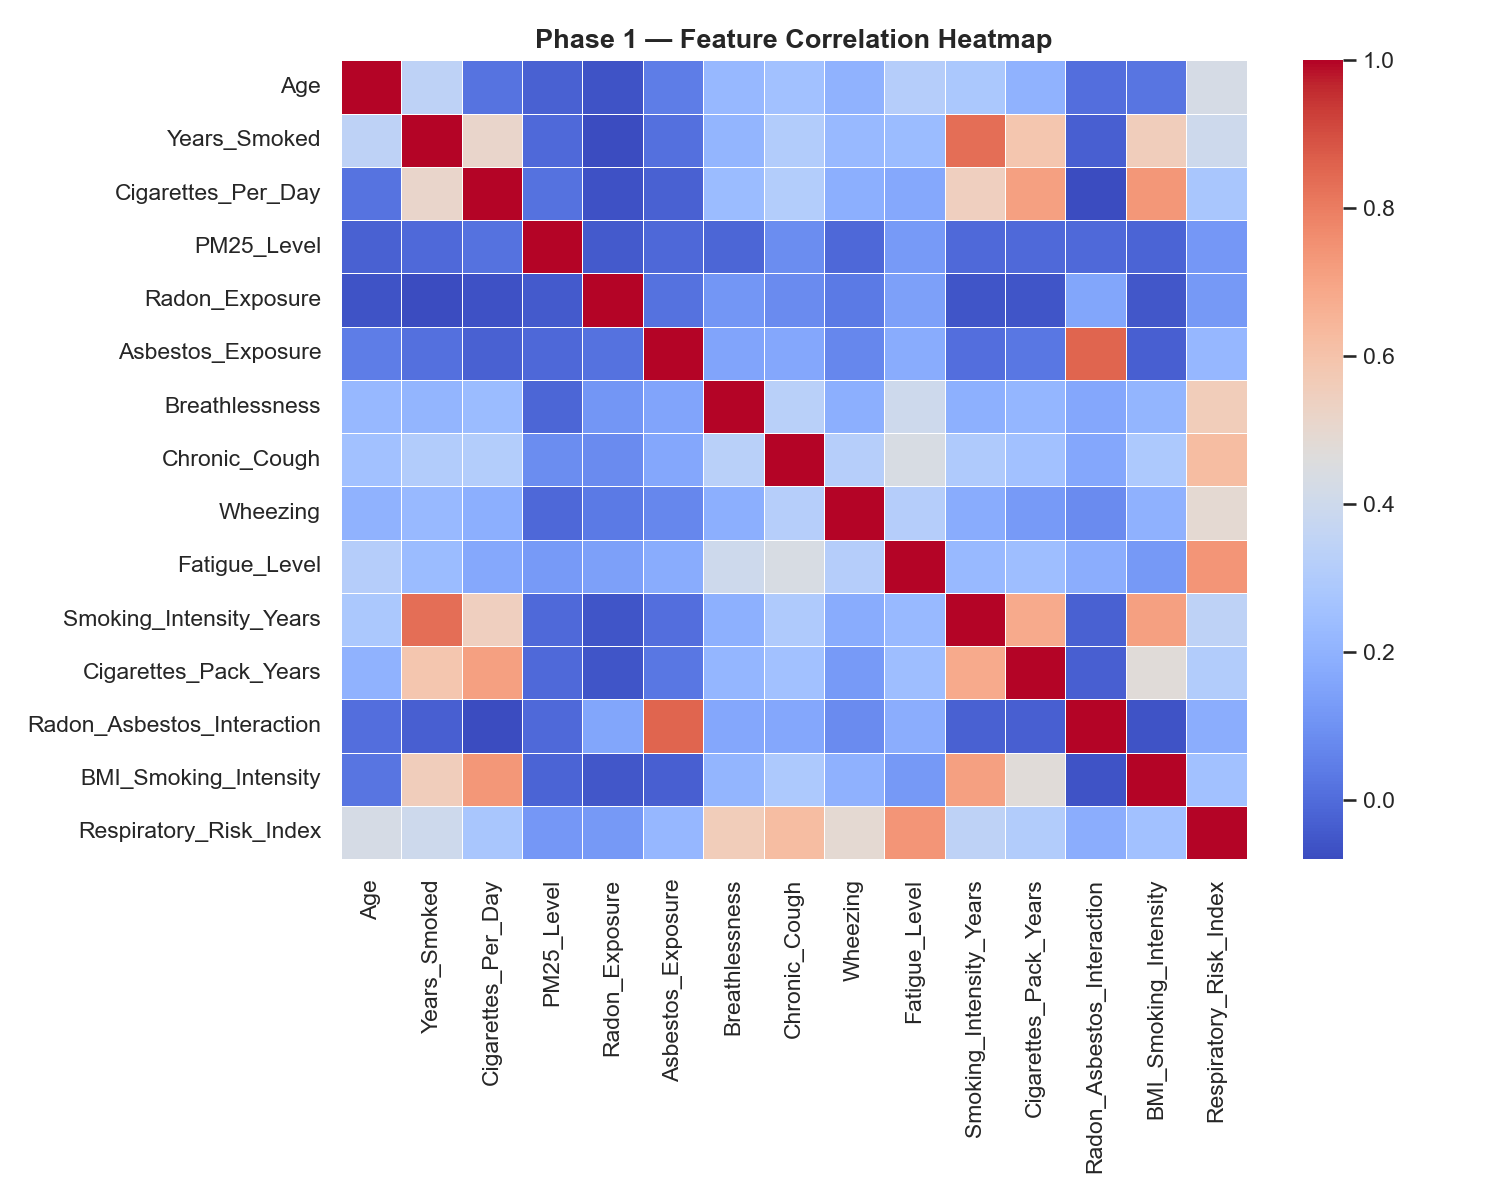 Phase 1 — Feature Correlation Heatmap
Age
Years_Smoked
Cigarettes_Per_Day
PM25_Level
Radon_Exposure
Asbestos_Exposure
Breathlessness
Chronic_Cough
Wheezing
Fatigue_Level
Smoking_Intensity_Years
Cigarettes_Pack_Years
Radon_Asbestos_Interaction
BMI_Smoking_Intensity
Respiratory_Risk_Index
Age
Years_Smoked
Cigarettes_Per_Day
PM25_Level
Radon_Exposure
Asbestos_Exposure
Breathlessness
Chronic_Cough
Wheezing
Fatigue_Level
Smoking_Intensity_Years
Cigarettes_Pack_Years
Radon_Asbestos_Interaction
BMI_Smoking_Intensity
Respiratory_Risk_Index
1.0
0.8
0.6
0.4
0.2
0.0